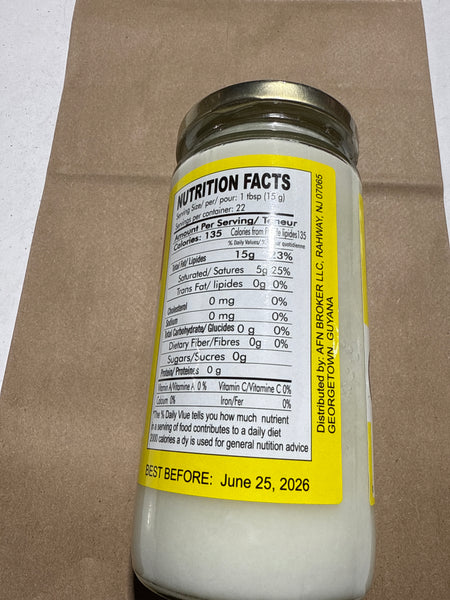 NUTRITION FACTS
Serving Size/ per/ pour: 1 tbsp (15 g)
Servings per container: 22
Amount Per Serving/ Teneur
Calories: 135 Calories from lipides135
% Daily Values/ quotidienne
Total Fat/ Lipides 15g 23%
Saturated/ Satures 5g 25%
Trans Fat/ lipides 0g 0%
Cholesterol 0 mg 0%
Sodium 0 mg 0%
Total Carbohydrate/ Glucides 0 g 0%
Dietary Fiber/Fibres 0g 0%
Sugars/Sucres 0g
Protein/ Proteines 0 g
Vitamin A/Vitamine A 0 % Vitamin C/Vitamine C 0%
Calcium 0% Iron/Fer 0%
*The % Daily Vlue tells you how much nutrient
in a serving of food contributes to a daily diet
2000 calories a dy is used for general nutition advice
BEST BEFORE: June 25, 2026
Distributed by: AFN BROKER LLC, RAHWAY, NJ 07065
GEORGETOWN, GUYANA